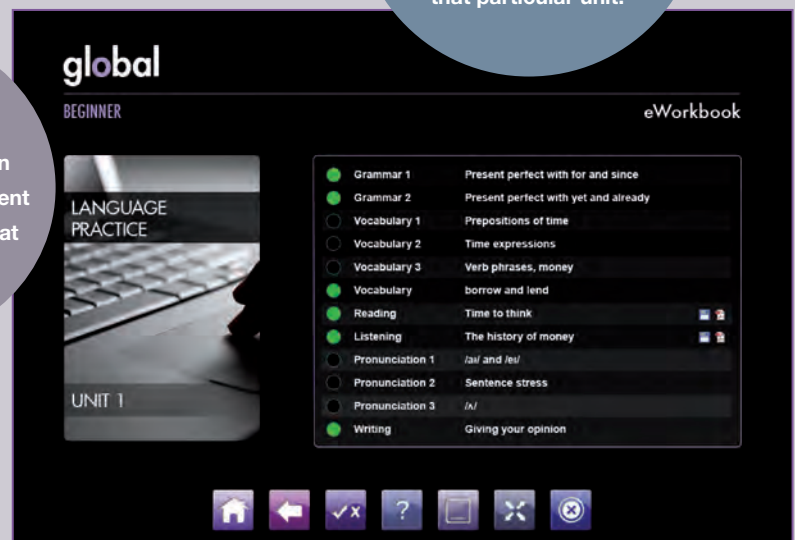 that particular unit.
global
BEGINNER
eWorkbook
n
ent
at
LANGUAGE
PRACTICE
UNIT 1
Grammar 1 Present perfect with for and since
Grammar 2 Present perfect with yet and already
Vocabulary 1 Prepositions of time
Vocabulary 2 Time expressions
Vocabulary 3 Verb phrases, money
Vocabulary borrow and lend
Reading Time to think
Listening The history of money
Pronunciation 1 /aɪ/ and /eɪ/
Pronunciation 2 Sentence stress
Pronunciation 3 /ʌ/
Writing Giving your opinion